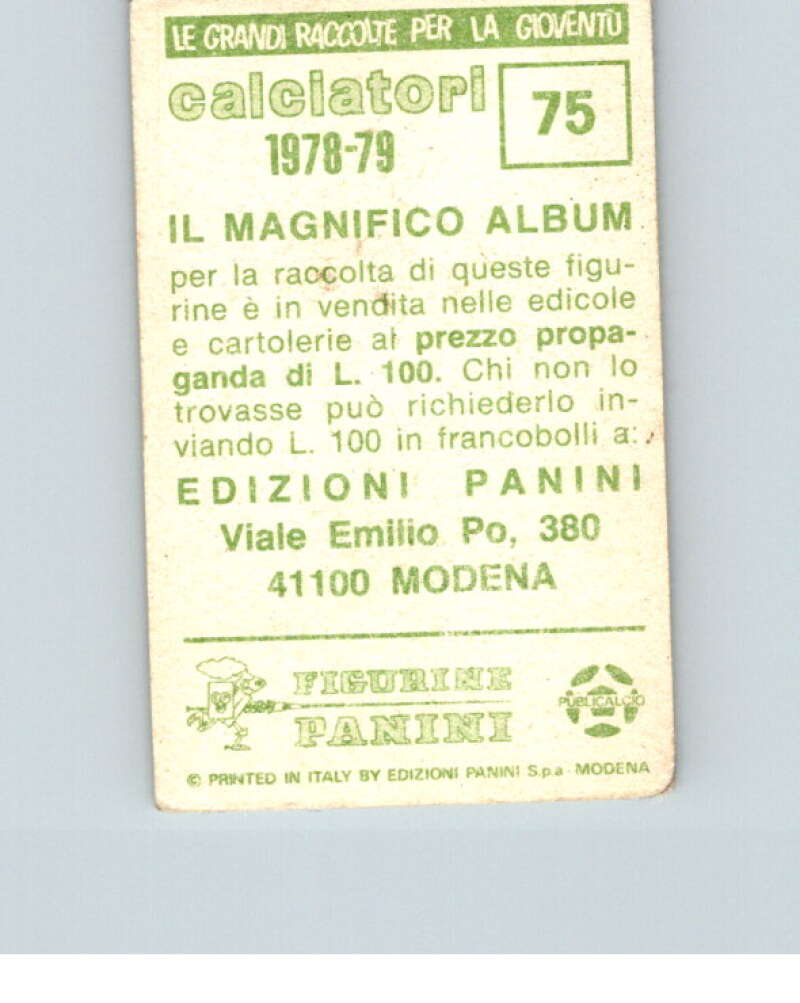 LE GRANDI RACCOLTE PER LA GIOVENTÙ
calciatori
75
1978-79
IL MAGNIFICO ALBUM
per la raccolta di queste figu-
rine è in vendita nelle edicole
e cartolerie al prezzo propa-
ganda di L. 100. Chi non lo
trovasse può richiederlo in-
viando L. 100 in francobolli a:
EDIZIONI PANINI
Viale Emilio Po, 380
41100 MODENA
FIGURINE
PANINI
PUBLICALCIO
© PRINTED IN ITALY BY EDIZIONI PANINI S.p.a - MODENA